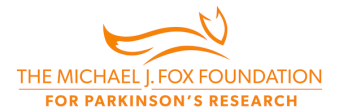 THE MICHAEL J. FOX FOUNDATION
FOR PARKINSON'S RESEARCH